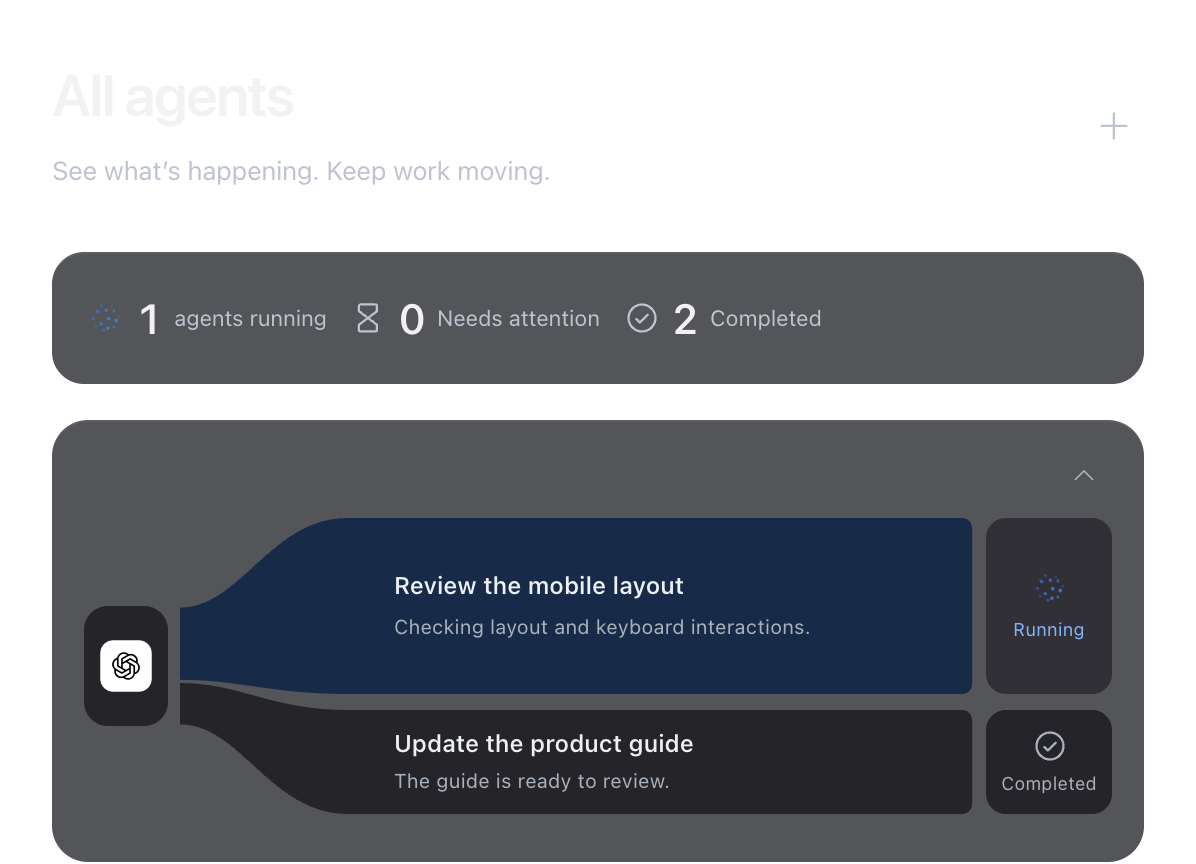 All agents
See what’s happening. Keep work moving.
1 agents running 0 Needs attention 2 Completed
Review the mobile layout
Checking layout and keyboard interactions.
Running
Update the product guide
The guide is ready to review.
Completed